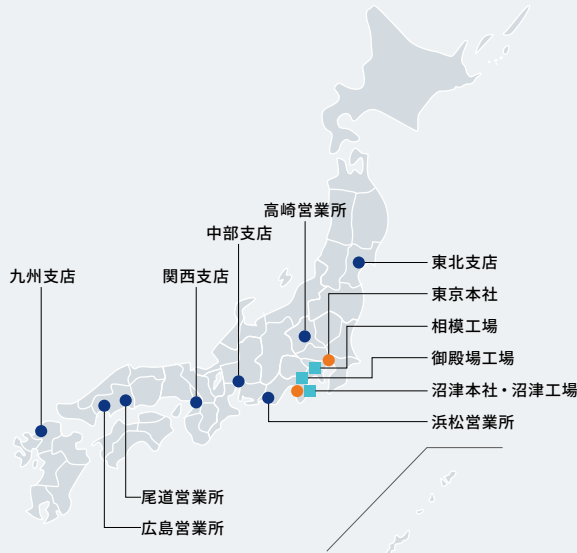 高崎営業所
中部支店
九州支店
関西支店
東北支店
東京本社
相模工場
御殿場工場
沼津本社・沼津工場
浜松営業所
尾道営業所
広島営業所